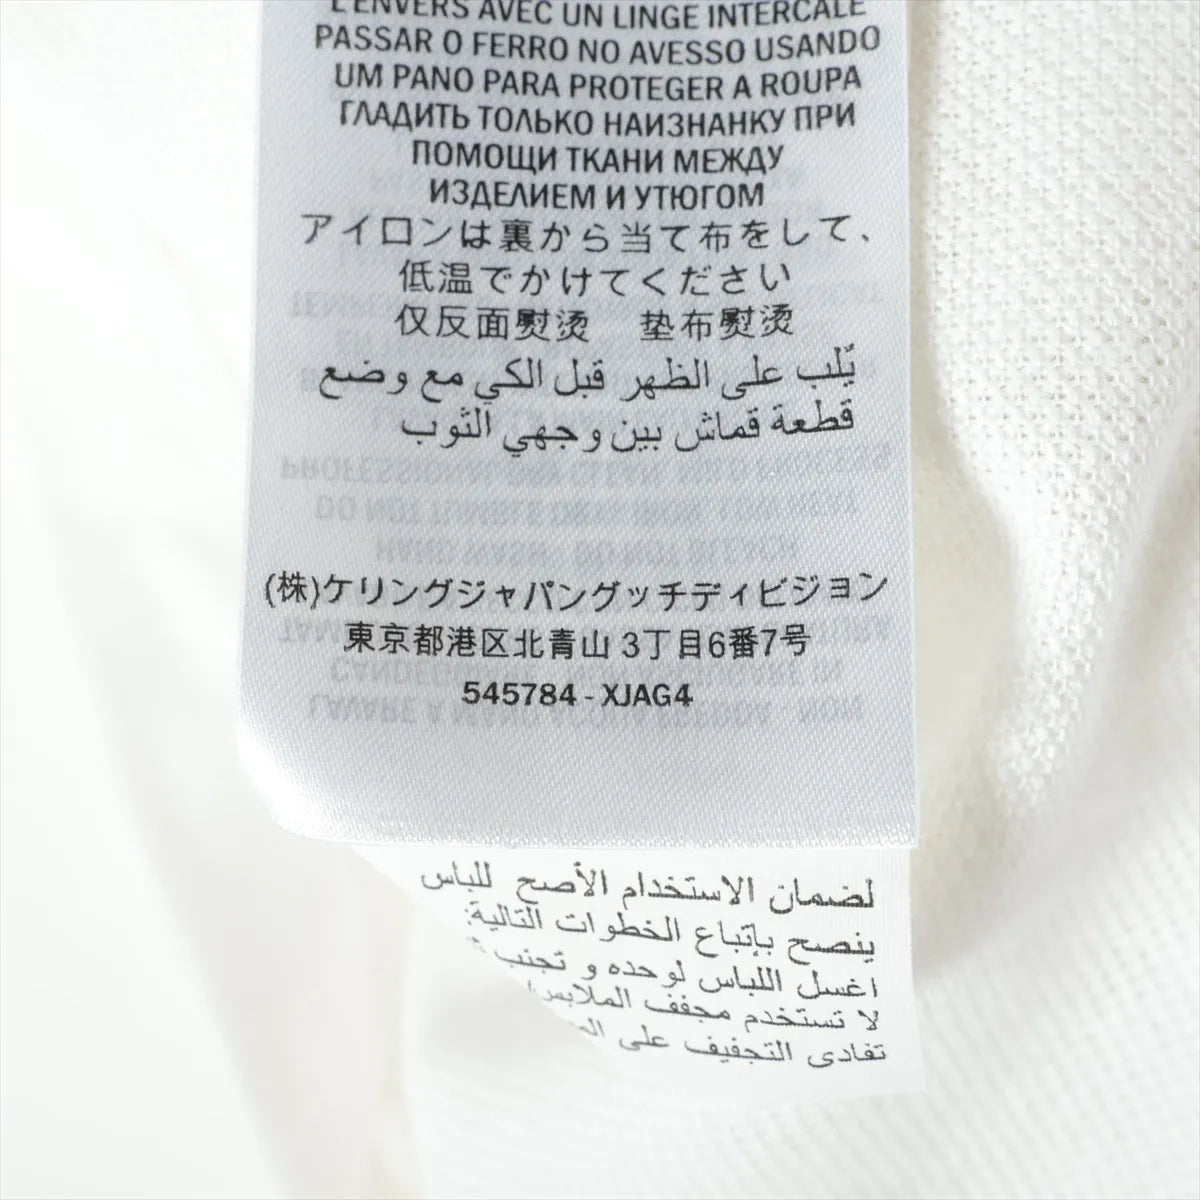 L'ENVERS AVEC UN LINGE INTERCALÉ
PASSAR O FERRO NO AVESSO USANDO
UM PANO PARA PROTEGER A ROUPA
ГЛАДИТЬ ТОЛЬКО НАИЗНАНКУ ПРИ
ПОМОЩИ ТКАНИ МЕЖДУ
ИЗДЕЛИЕМ И УТЮГОМ
アイロンは裏から当て布をして、
低温でかけてください
仅反面熨烫 垫布熨烫
يّلب على الظهر قبل الكي مع وضع
قطعة قماش بين وجهي الثوب
(株)ケリングジャパングッチディビジョン
東京都港区北青山 3丁目6番7号
545784 - XJAG4
لضمان الاستخدام الأصح للباس
ينصح بإتباع الخطوات التالية:
اغسل اللباس لوحده و تجنب
لا تستخدم مجفف الملابس
تفادى التجفيف على